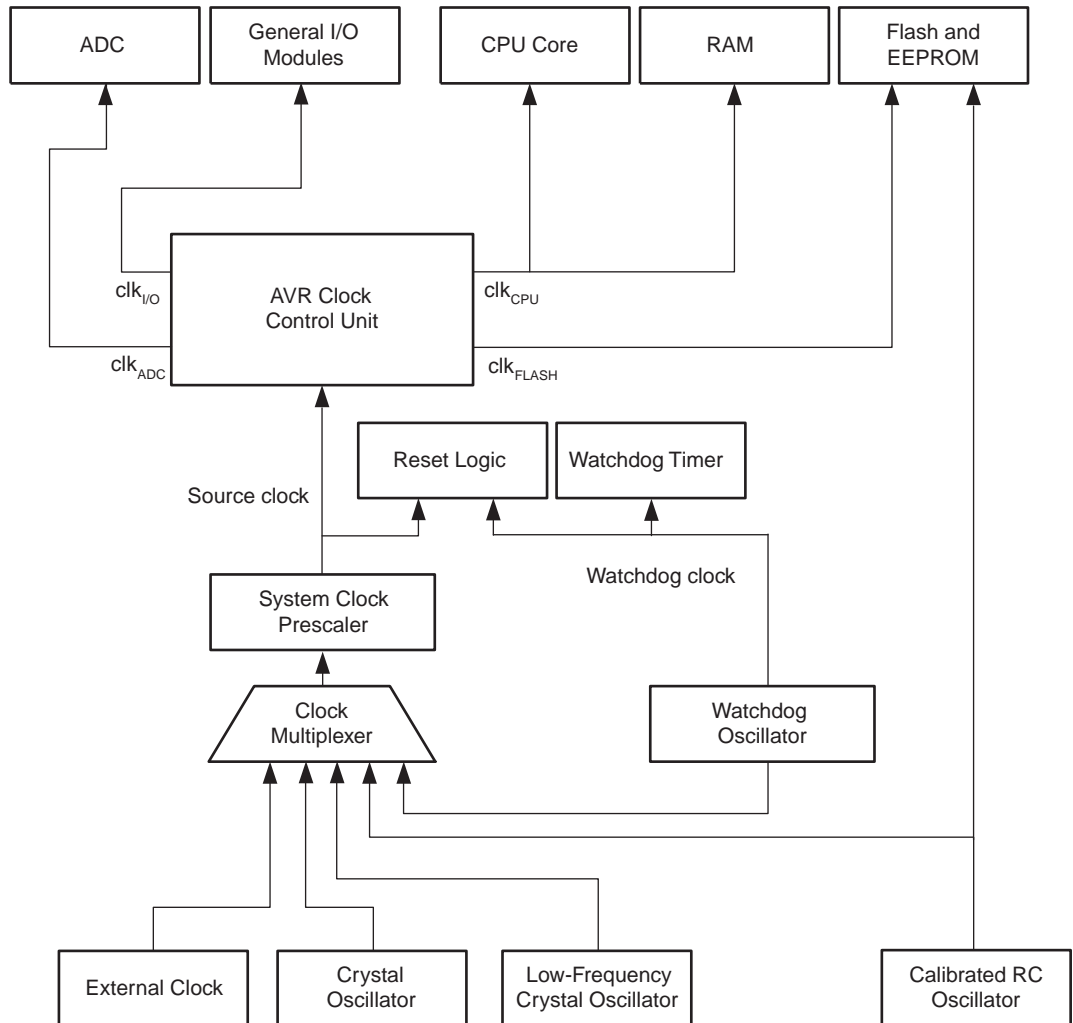 ADC
General I/O
Modules
CPU Core
RAM
Flash and
EEPROM
clkI/O
AVR Clock
Control Unit
clkCPU
clkADC
clkFLASH
Reset Logic
Watchdog Timer
Source clock
Watchdog clock
System Clock
Prescaler
Clock
Multiplexer
Watchdog
Oscillator
External Clock
Crystal
Oscillator
Low-Frequency
Crystal Oscillator
Calibrated RC
Oscillator